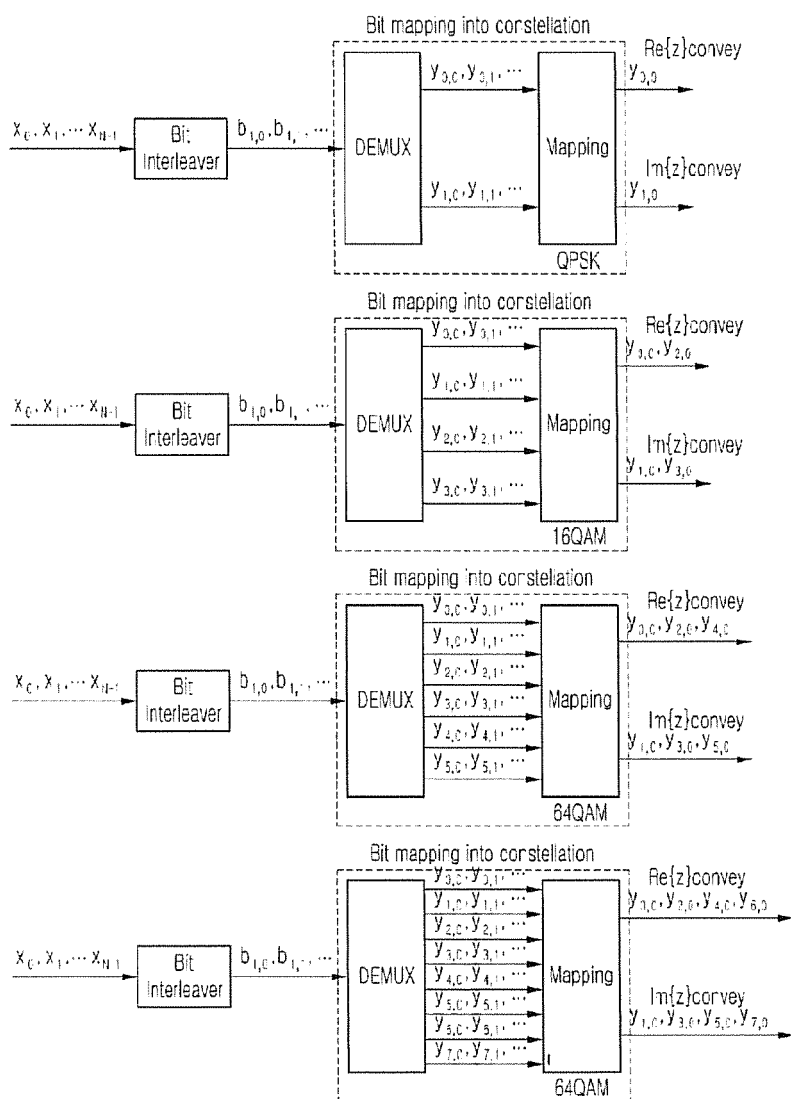 Bit mapping into constellation
Re{z}convey
y0,0, y0,1, ...
y0,0
x0, x1, ... xN-1
Bit
Interleaver
b1,0, b1,1, ...
DEMUX
Mapping
Im{z}convey
y1,0, y1,1, ...
y1,0
QPSK
Bit mapping into constellation
Re{z}convey
y0,0, y0,1, ...
y0,0, y2,0
y1,0, y1,1, ...
x0, x1, ... xN-1
Bit
Interleaver
b1,0, b1,1, ...
DEMUX
Mapping
y2,0, y2,1, ...
Im{z}convey
y1,0, y3,0
y3,0, y3,1, ...
16QAM
Bit mapping into constellation
Re{z}convey
y0,0, y0,1, ...
y0,0, y2,0, y4,0
y1,0, y1,1, ...
y2,0, y2,1, ...
x0, x1, ... xN-1
Bit
Interleaver
b1,0, b1,1, ...
DEMUX
Mapping
y3,0, y3,1, ...
Im{z}convey
y4,0, y4,1, ...
y1,0, y3,0, y5,0
y5,0, y5,1, ...
64QAM
Bit mapping into constellation
Re{z}convey
y0,0, y0,1, ...
y0,0, y2,0, y4,0, y6,0
y1,0, y1,1, ...
y2,0, y2,1, ...
y3,0, y3,1, ...
x0, x1, ... xN-1
Bit
Interleaver
b1,0, b1,1, ...
DEMUX
Mapping
y4,0, y4,1, ...
y5,0, y5,1, ...
Im{z}convey
y1,0, y3,0, y5,0, y7,0
y7,0, y7,1, ...
64QAM